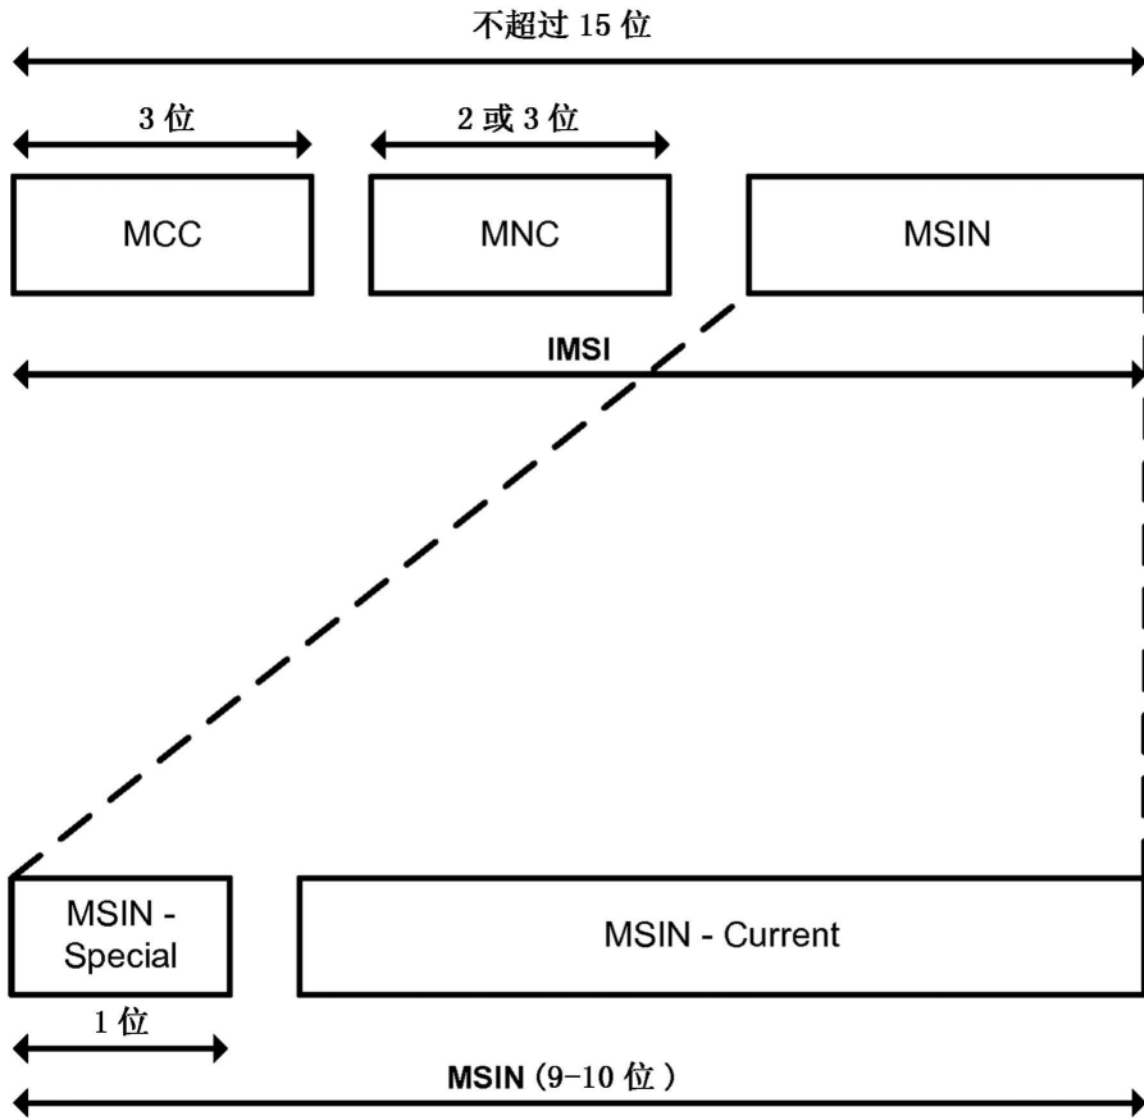 不超过 15 位
3 位
2 或 3 位
MCC
MNC
MSIN
IMSI
MSIN -
Special
MSIN - Current
1 位
MSIN (9-10 位 )